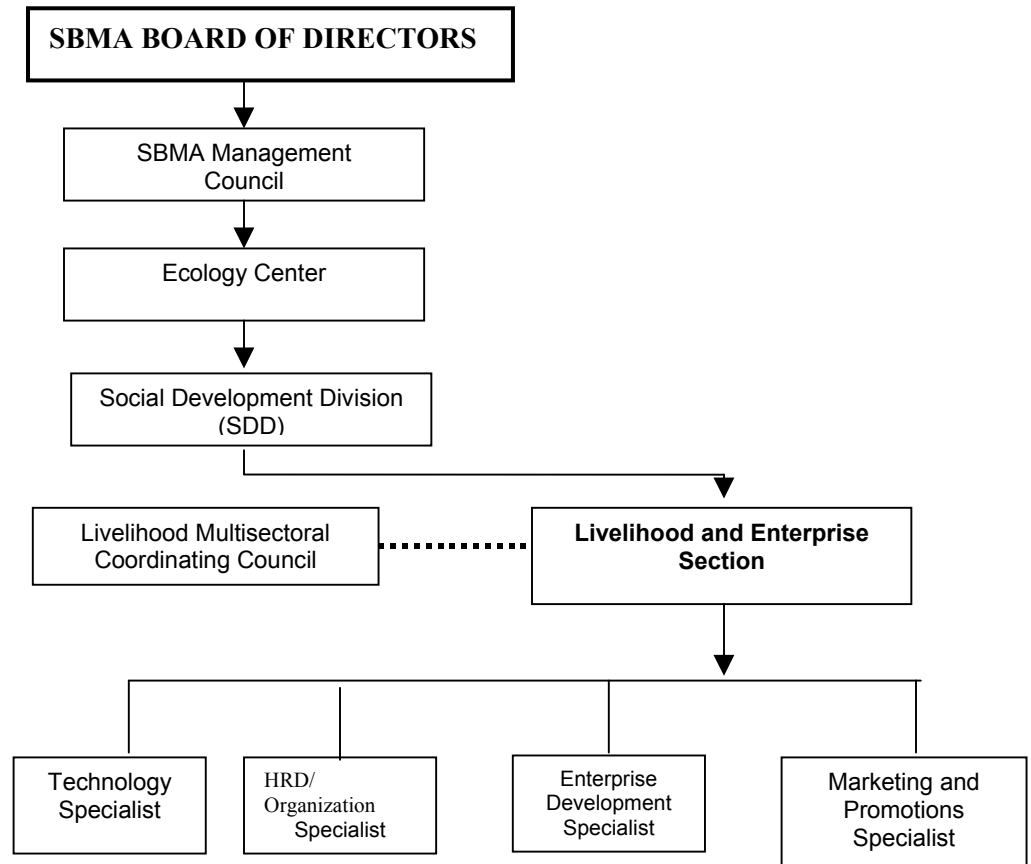 SBMA BOARD OF DIRECTORS
SBMA Management
Council
Ecology Center
Social Development Division
(SDD)
Livelihood Multisectoral
Coordinating Council
Livelihood and Enterprise
Section
Technology
Specialist
HRD/
Organization
Specialist
Enterprise
Development
Specialist
Marketing and
Promotions
Specialist